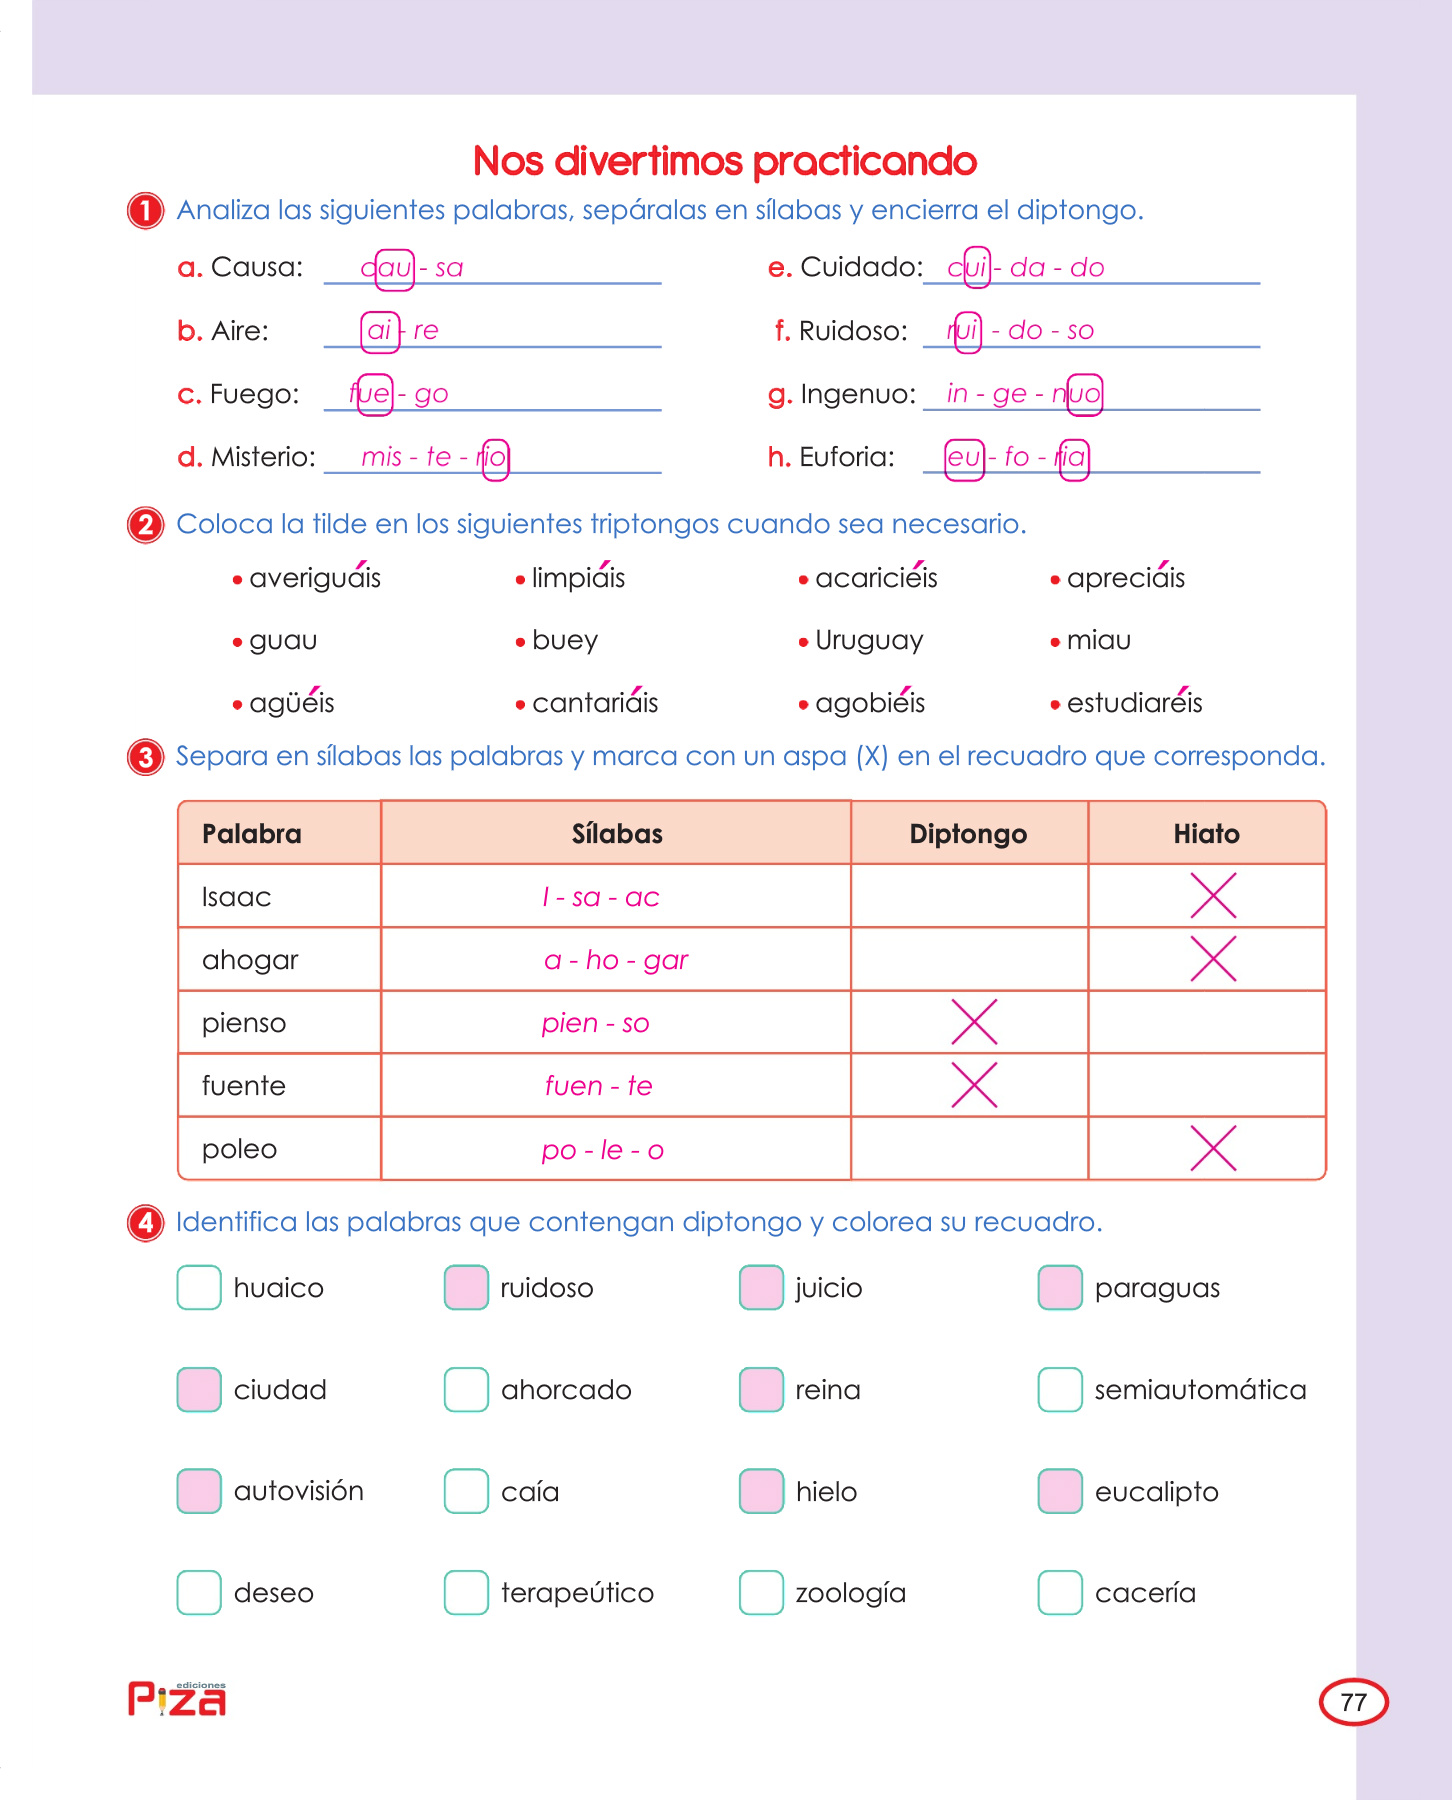 Nos divertimos practicando
1 Analiza las siguientes palabras, sepáralas en sílabas y encierra el diptongo.
a. Causa: cau - sa
e. Cuidado: cui - da - do
b. Aire: ai - re
f. Ruidoso: rui - do - so
c. Fuego: fue - go
g. Ingenuo: in - ge - nuo
d. Misterio: mis - te - rio
h. Euforia: eu - fo - ria
2 Coloca la tilde en los siguientes triptongos cuando sea necesario.
• averiguáis • limpiáis • acariciéis • apreciáis
• guau • buey • Uruguay • miau
• agüéis • cantariáis • agobiéis • estudiaréis
3 Separa en sílabas las palabras y marca con un aspa (X) en el recuadro que corresponda.
Palabra Sílabas Diptongo Hiato
Isaac I - sa - ac X
ahogar a - ho - gar X
pienso pien - so X
fuente fuen - te X
poleo po - le - o X
4 Identifica las palabras que contengan diptongo y colorea su recuadro.
huaico ruidoso juicio paraguas
ciudad ahorcado reina semiautomática
autovisión caía hielo eucalipto
deseo terapeútico zoología cacería
ediciones
Piza
77